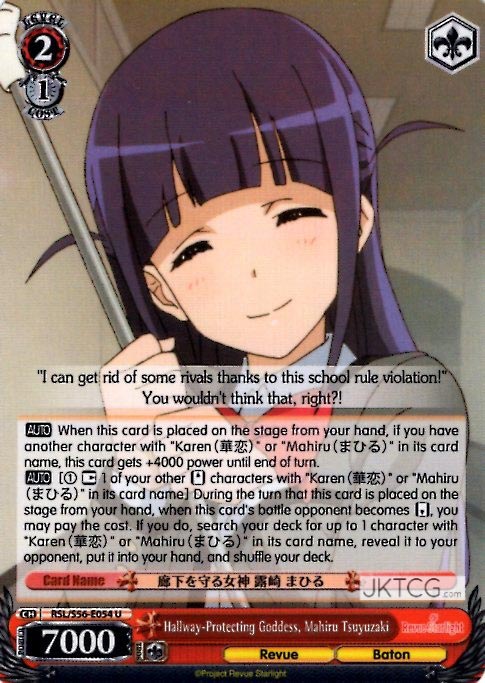 LEVEL
2
1
COST
"I can get rid of some rivals thanks to this school rule violation!"
You wouldn't think that, right?!
AUTO When this card is placed on the stage from your hand, if you have
another character with "Karen(華恋)" or "Mahiru(まひる)" in its card
name, this card gets +4000 power until end of turn.
AUTO [① 1 of your other characters with "Karen(華恋)" or "Mahiru
(まひる)" in its card name] During the turn that this card is placed on the
stage from your hand, when this card's battle opponent becomes , you
may pay the cost. If you do, search your deck for up to 1 character with
"Karen(華恋)" or "Mahiru(まひる)" in its card name, reveal it to your
opponent, put it into your hand, and shuffle your deck.
Card Name 廊下を守る女神 露崎 まひる
JKTCG.com
CH RSL/S56-E054 U
POWER 7000
Hallway-Protecting Goddess, Mahiru Tsuyuzaki
Revue Starlight
Revue Baton
©Project Revue Starlight